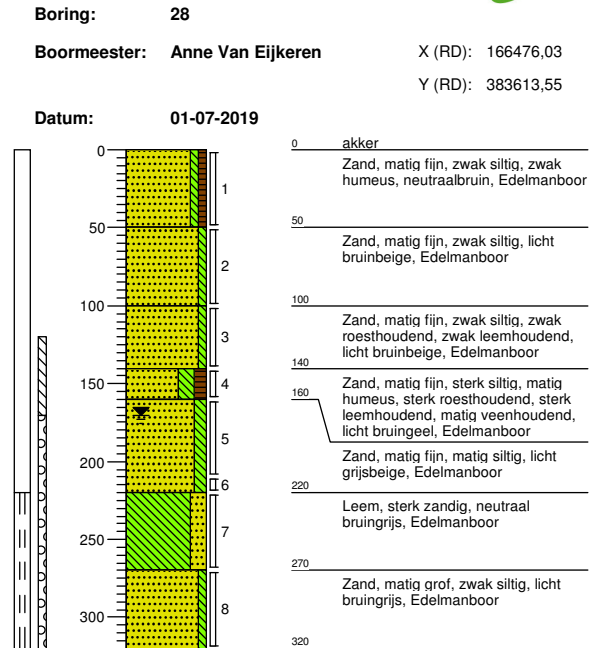 Boring: 28
Boormeester: Anne Van Eijkeren X (RD): 166476,03
Y (RD): 383613,55
Datum: 01-07-2019
0 0 akker
Zand, matig fijn, zwak siltig, zwak
1 humeus, neutraalbruin, Edelmanboor
50 50
Zand, matig fijn, zwak siltig, licht
2 bruinbeige, Edelmanboor
100 100
Zand, matig fijn, zwak siltig, zwak
3 roesthoudend, zwak leemhoudend,
licht bruinbeige, Edelmanboor
140
150 4 Zand, matig fijn, sterk siltig, matig
160 humeus, sterk roesthoudend, sterk
leemhoudend, matig veenhoudend,
5 licht bruingeel, Edelmanboor
200 Zand, matig fijn, matig siltig, licht
grijsbeige, Edelmanboor
6 220
Leem, sterk zandig, neutraal
7 bruingrijs, Edelmanboor
250
270
Zand, matig grof, zwak siltig, licht
8 bruingrijs, Edelmanboor
300
320